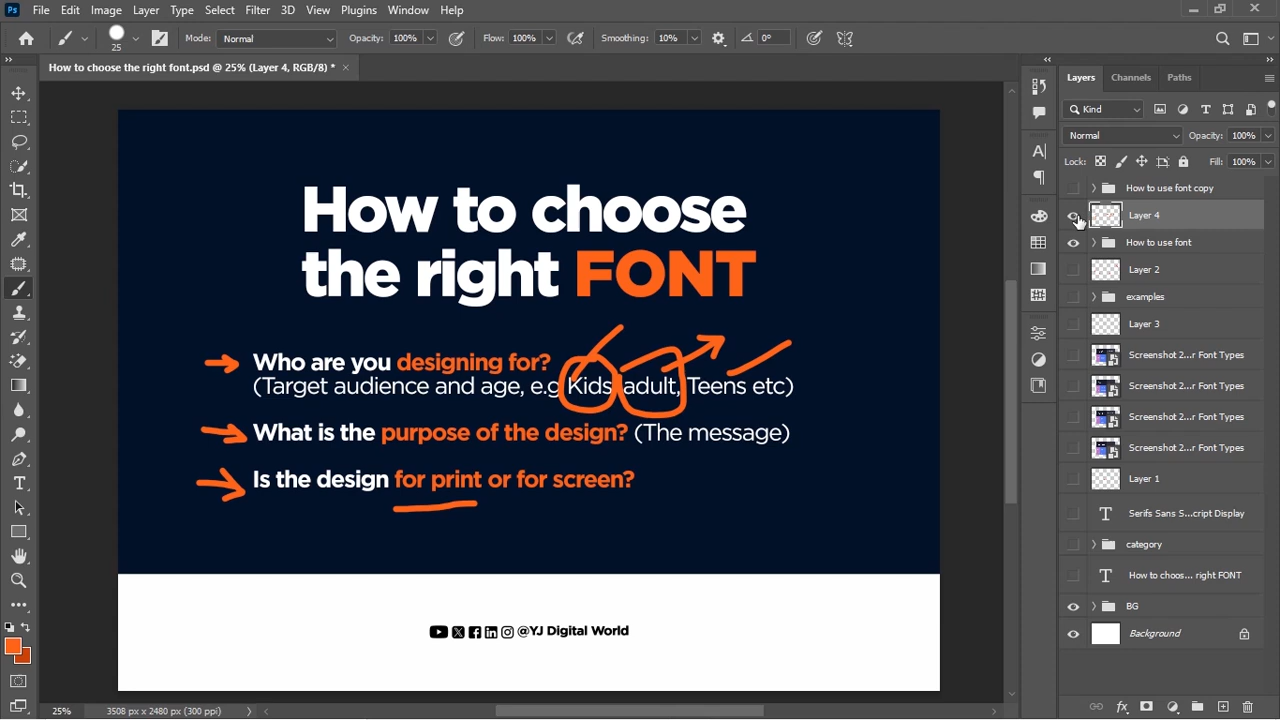 Ps File Edit Image Layer Type Select Filter 3D View Plugins Window Help
25 Mode: Normal Opacity: 100% Flow: 100% Smoothing: 10% 0°
How to choose the right font.psd @ 25% (Layer 4, RGB/8) *
How to choose
the right FONT
Who are you designing for?
(Target audience and age, e.g Kids, adult, Teens etc)
What is the purpose of the design? (The message)
Is the design for print or for screen?
@YJ Digital World
25% 3508 px x 2480 px (300 ppi)
Layers Channels Paths
Kind
Normal Opacity: 100%
Lock: Fill: 100%
How to use font copy
Layer 4
How to use font
Layer 2
examples
Layer 3
Screenshot 2...r Font Types
Screenshot 2...r Font Types
Screenshot 2...r Font Types
Screenshot 2...r Font Types
Layer 1
Serifs Sans S...cript Display
category
How to choos... right FONT
BG
Background